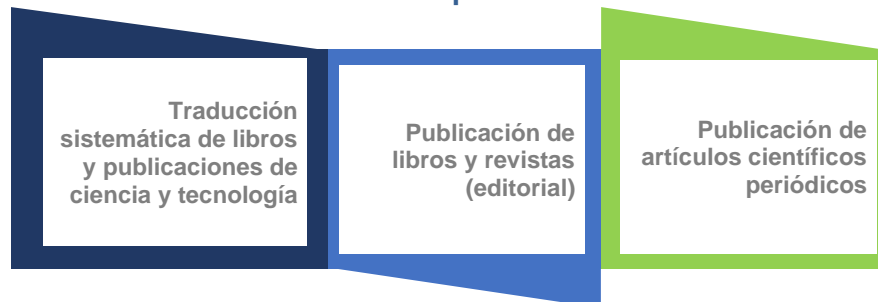 Traducción
sistemática de libros
y publicaciones de
ciencia y tecnología
Publicación de
libros y revistas
(editorial)
Publicación de
artículos científicos
periódicos